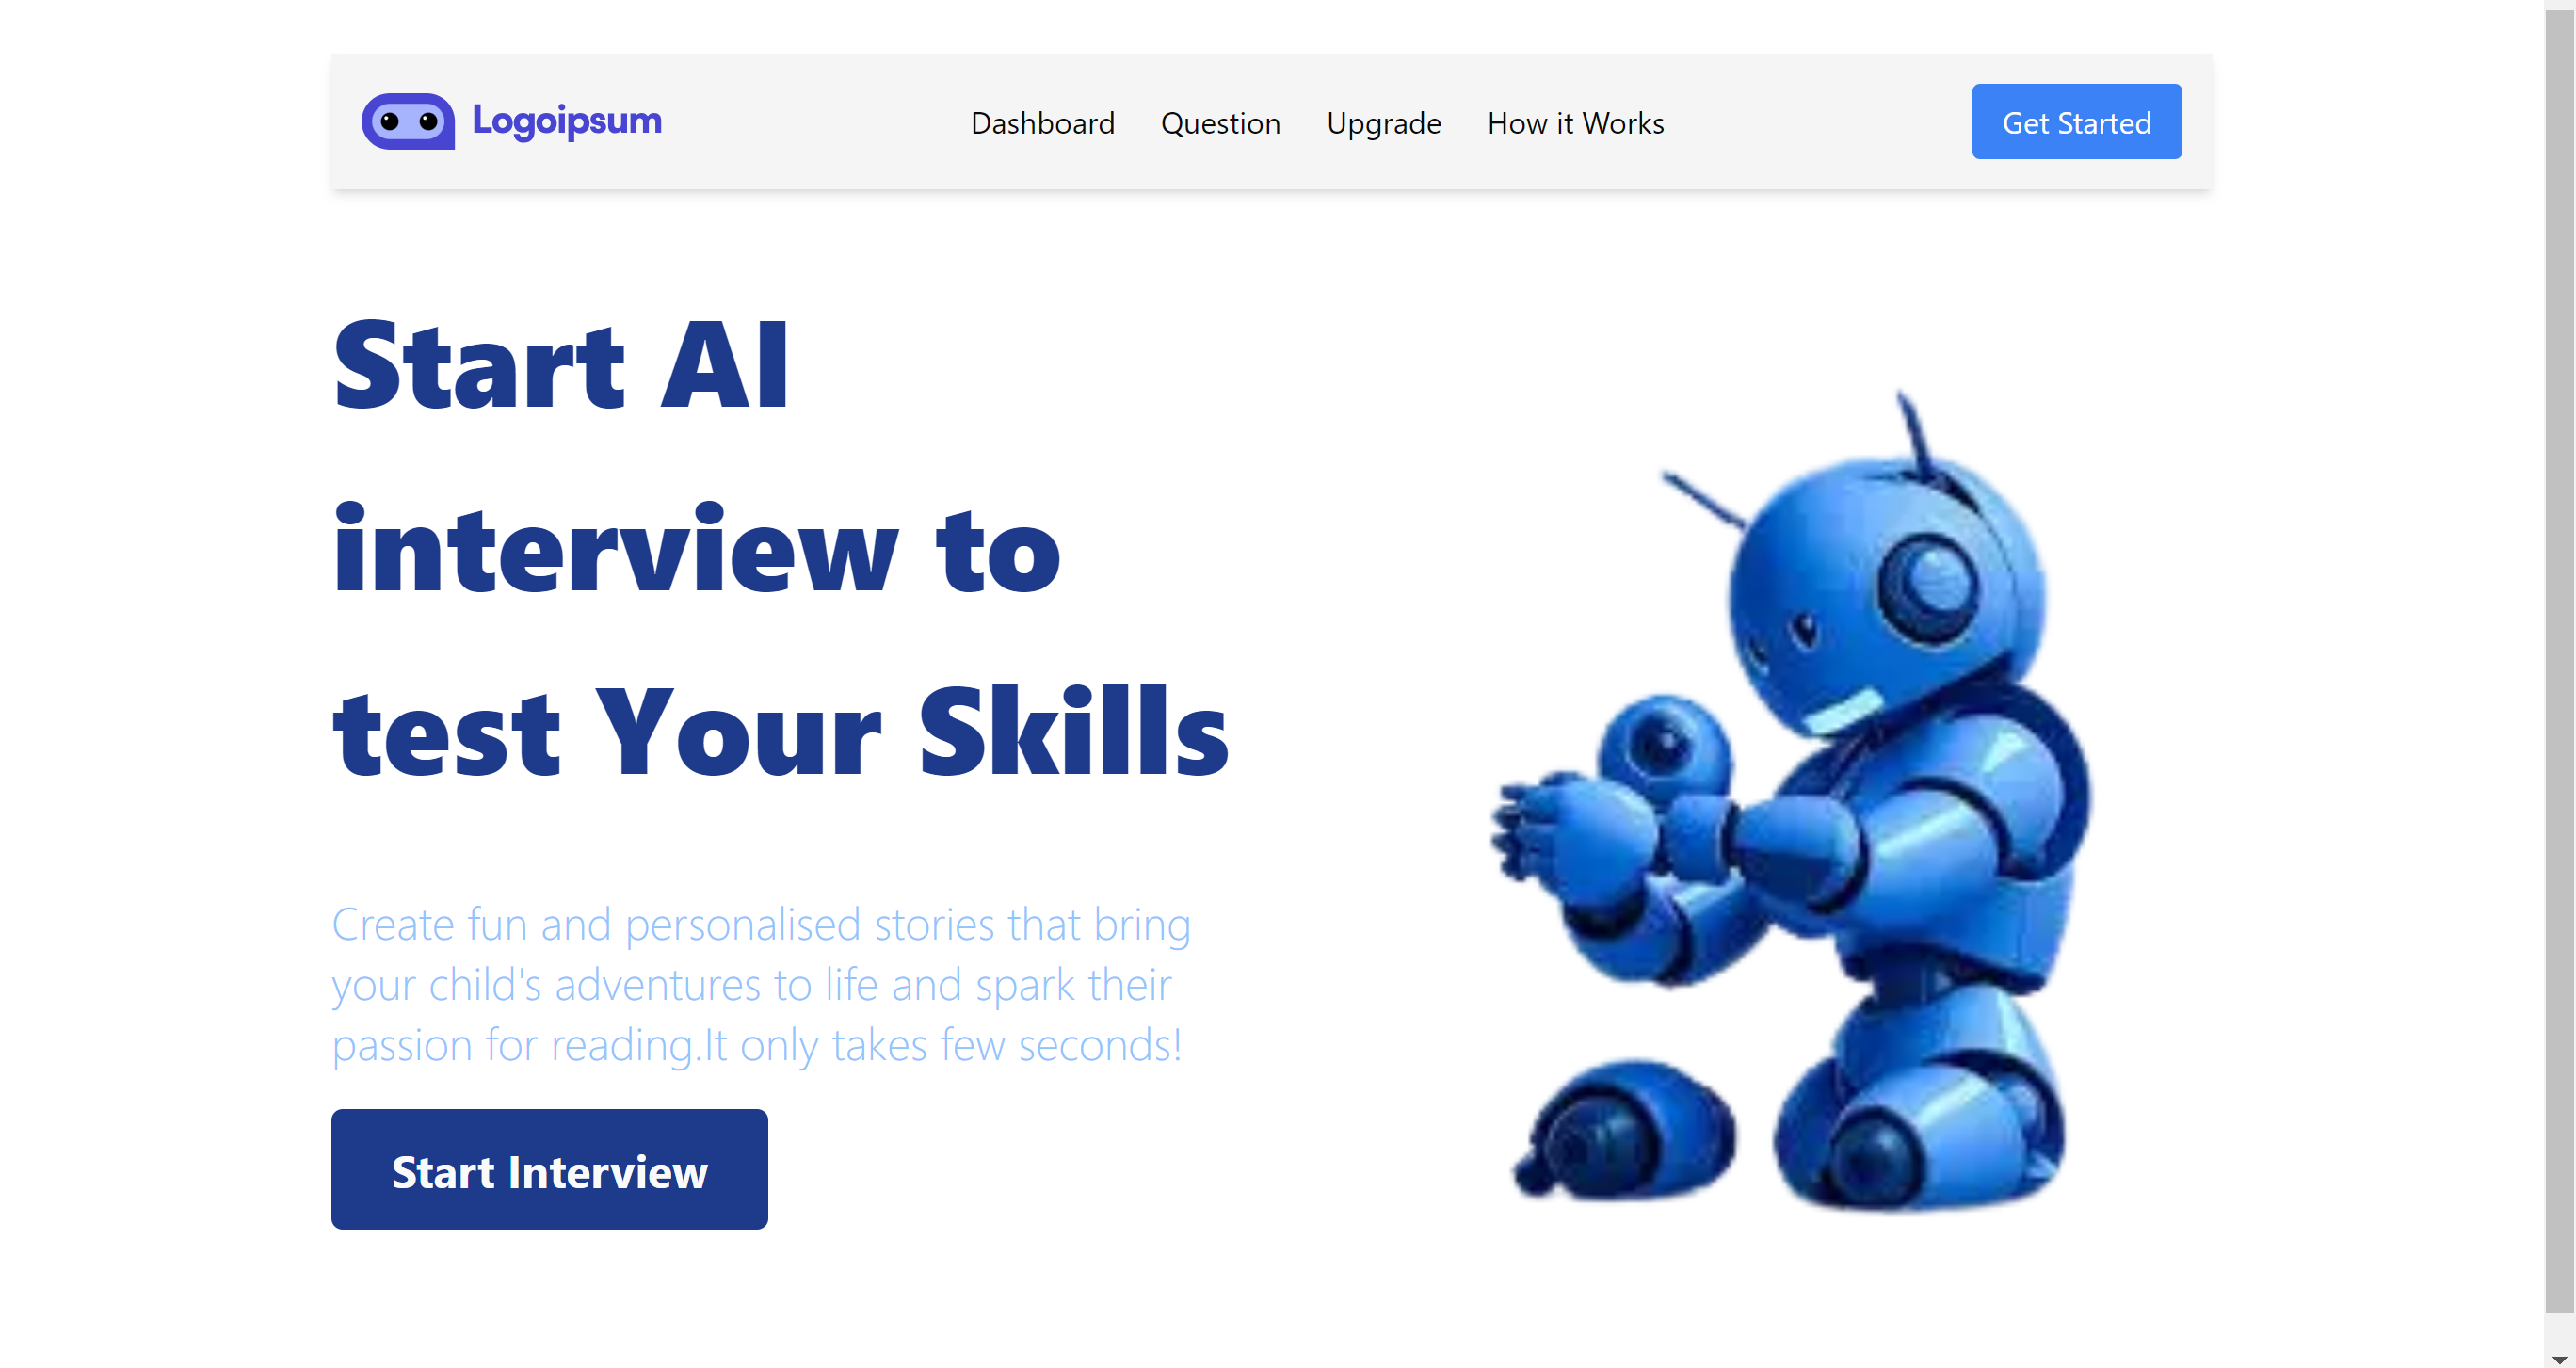 Logoipsum
Dashboard Question Upgrade How it Works
Get Started
Start AI
interview to
test Your Skills
Create fun and personalised stories that bring
your child's adventures to life and spark their
passion for reading.It only takes few seconds!
Start Interview